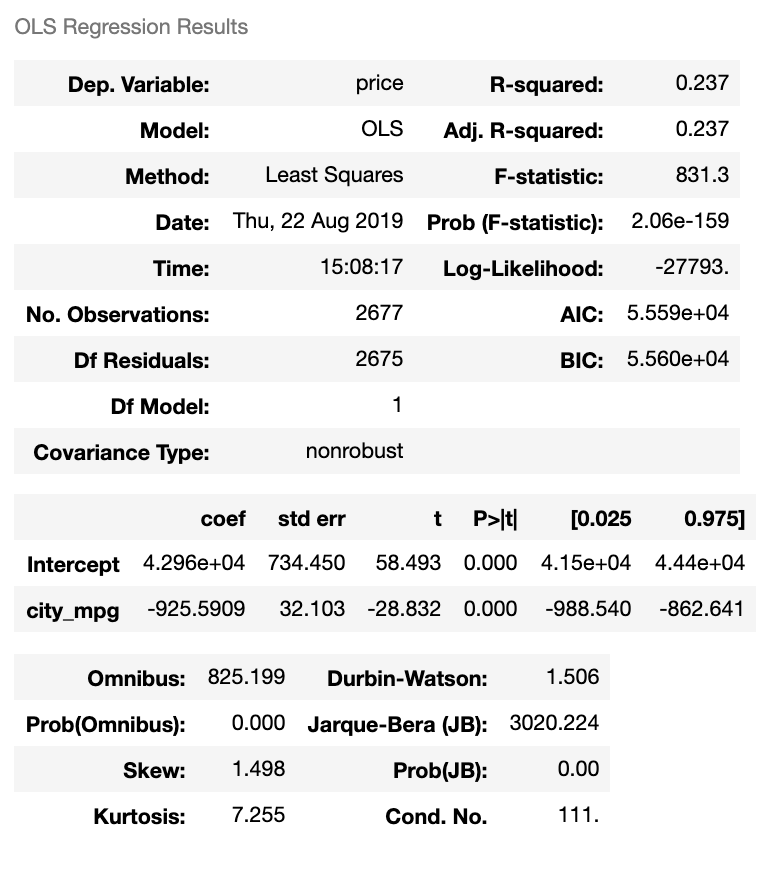 OLS Regression Results
Dep. Variable: price R-squared: 0.237
Model: OLS Adj. R-squared: 0.237
Method: Least Squares F-statistic: 831.3
Date: Thu, 22 Aug 2019 Prob (F-statistic): 2.06e-159
Time: 15:08:17 Log-Likelihood: -27793.
No. Observations: 2677 AIC: 5.559e+04
Df Residuals: 2675 BIC: 5.560e+04
Df Model: 1
Covariance Type: nonrobust
coef std err t P>|t| [0.025 0.975]
Intercept 4.296e+04 734.450 58.493 0.000 4.15e+04 4.44e+04
city_mpg -925.5909 32.103 -28.832 0.000 -988.540 -862.641
Omnibus: 825.199 Durbin-Watson: 1.506
Prob(Omnibus): 0.000 Jarque-Bera (JB): 3020.224
Skew: 1.498 Prob(JB): 0.00
Kurtosis: 7.255 Cond. No. 111.